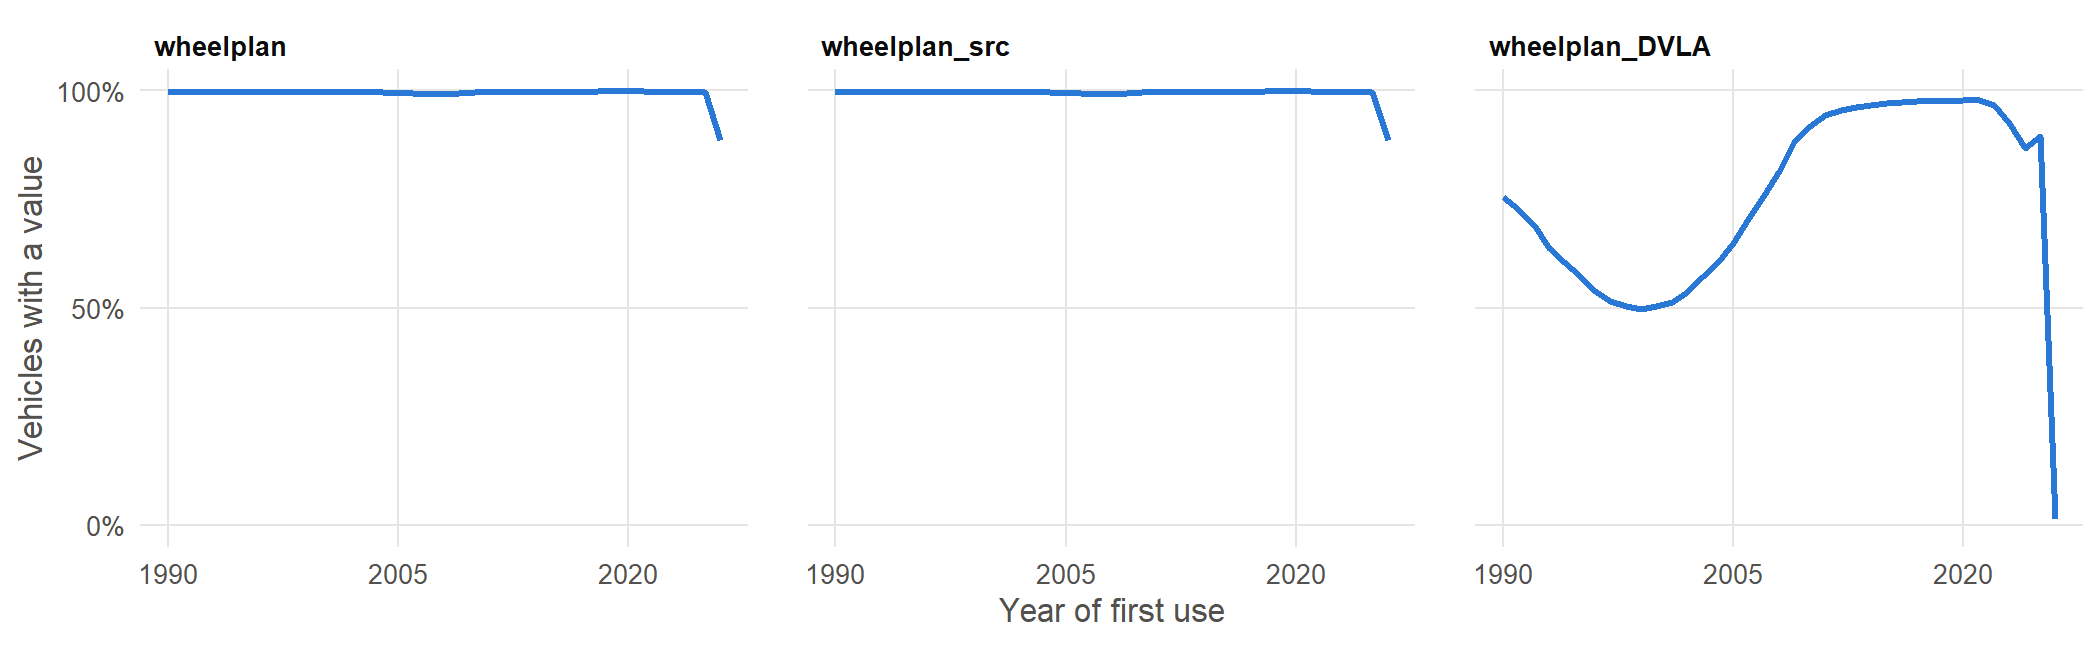 wheelplan
wheelplan_src
wheelplan_DVLA
Vehicles with a value
100%
50%
0%
1990 2005 2020
1990 2005 2020
1990 2005 2020
Year of first use